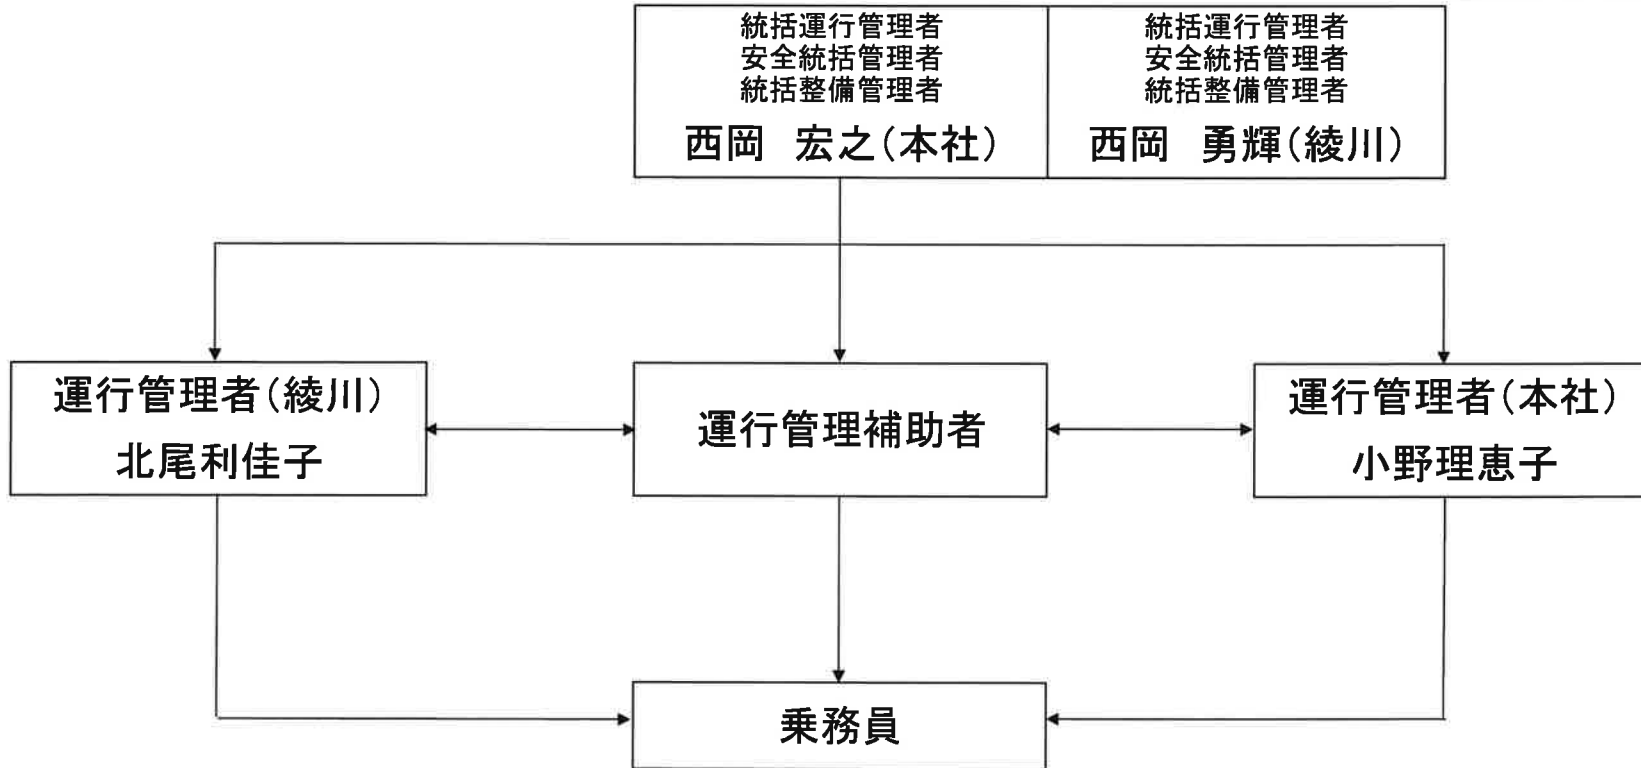 統括運行管理者
安全統括管理者
統括整備管理者
西岡　宏之(本社)
統括運行管理者
安全統括管理者
統括整備管理者
西岡　勇輝(綾川)
運行管理者(綾川)
北尾利佳子
運行管理補助者
運行管理者(本社)
小野理恵子
乗務員